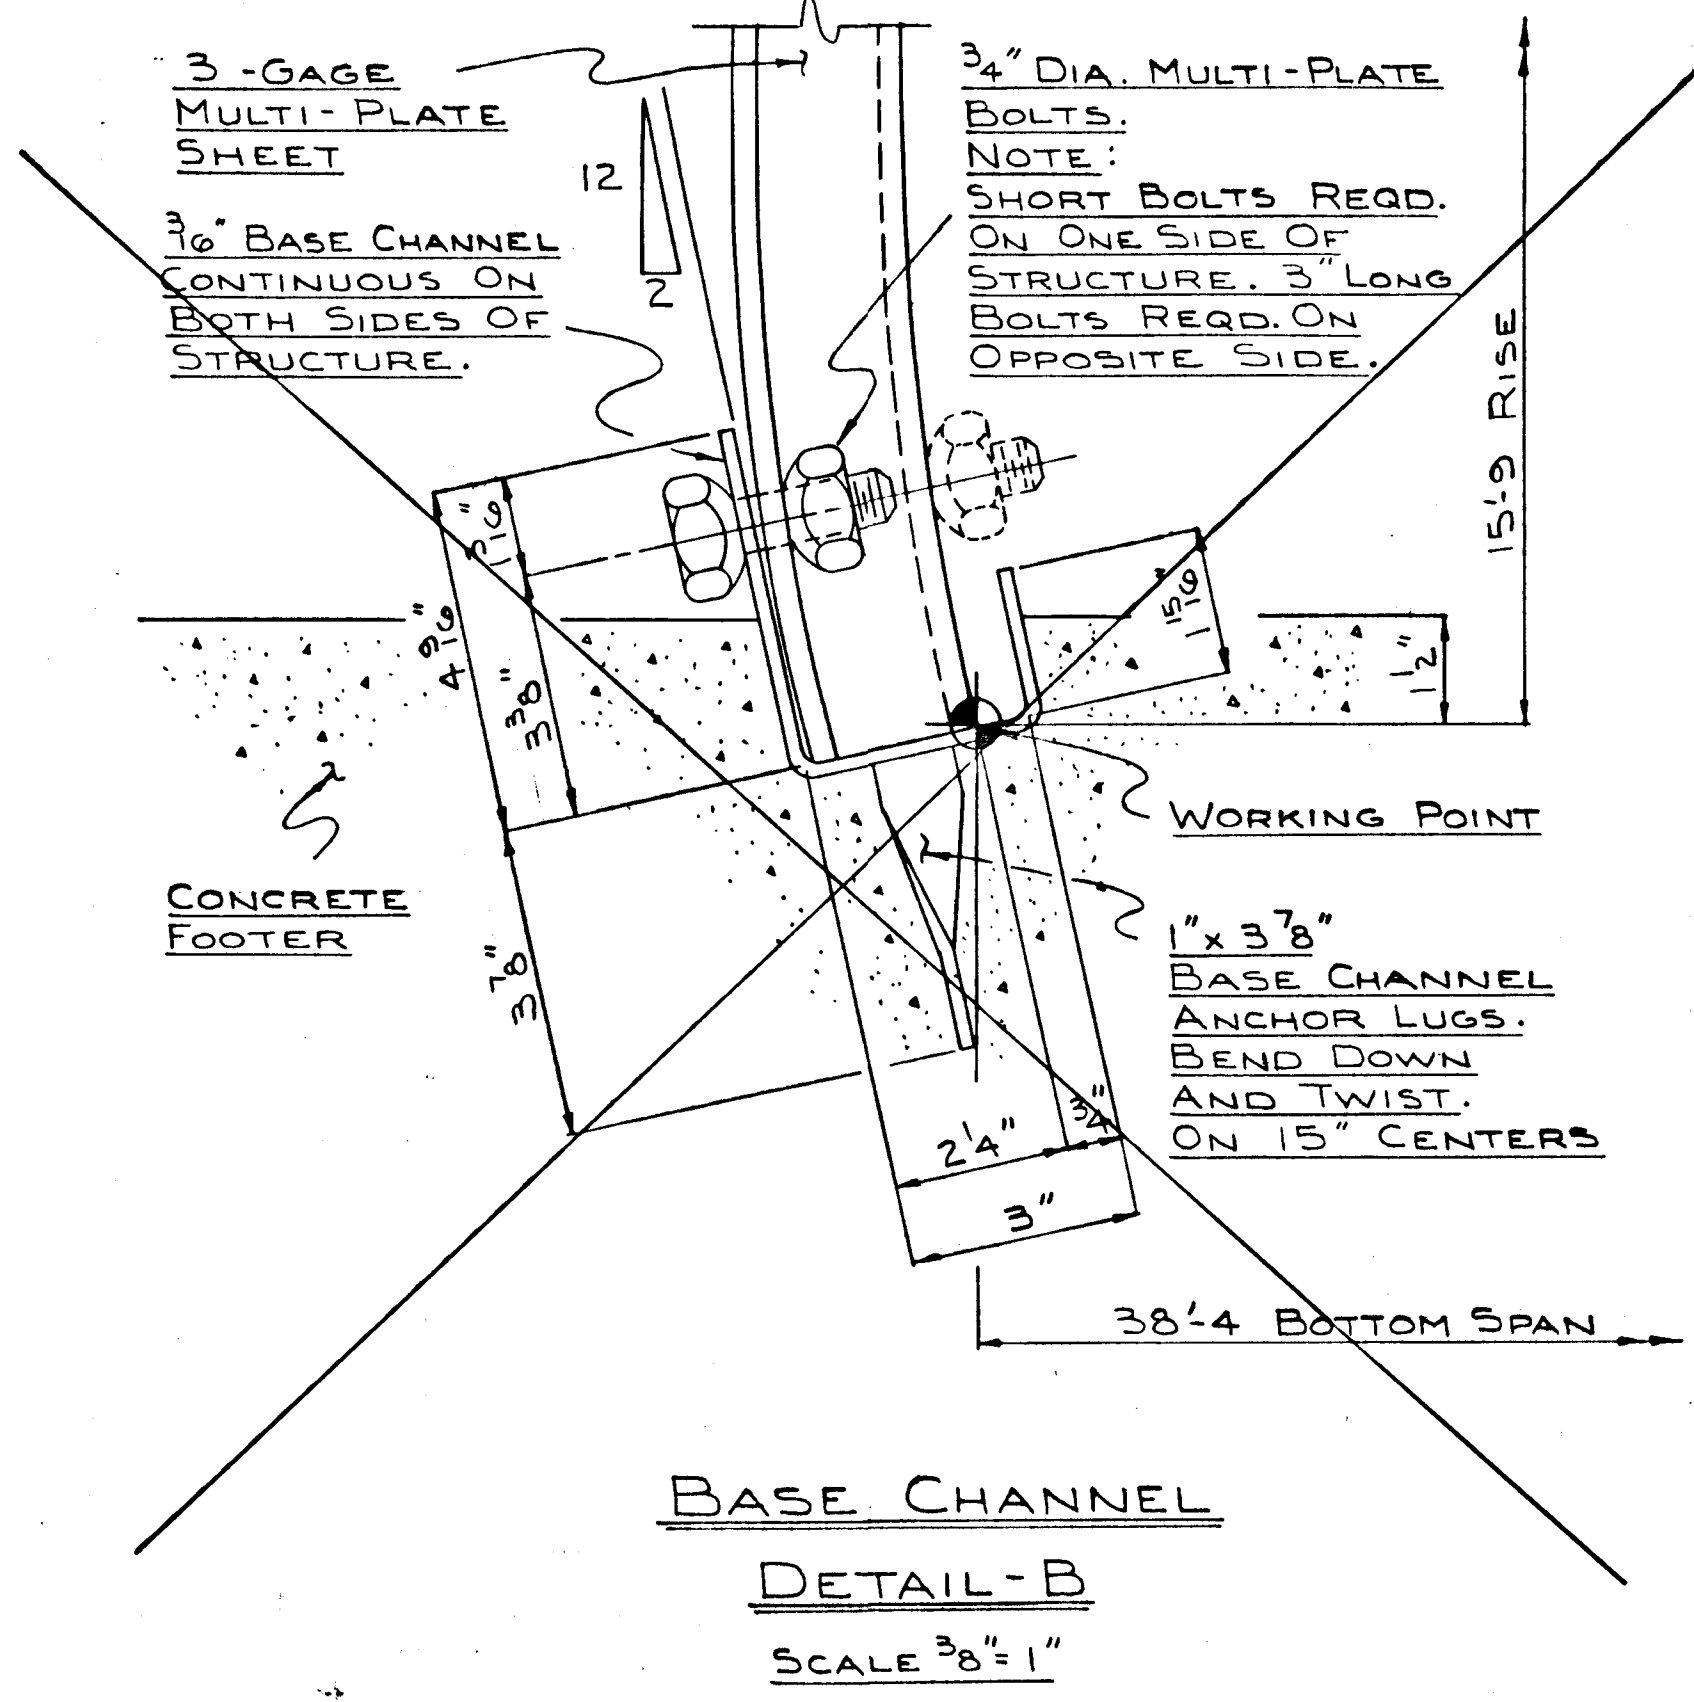 3-GAGE
MULTI-PLATE
SHEET
3/16" BASE CHANNEL
CONTINUOUS ON
BOTH SIDES OF
STRUCTURE.
12
2
3/4" DIA. MULTI-PLATE
BOLTS.
NOTE:
SHORT BOLTS REQD.
ON ONE SIDE OF
STRUCTURE. 3" LONG
BOLTS REQD. ON
OPPOSITE SIDE.
15'-9 RISE
4 9/16"
3 3/8"
3 7/8"
1 15/16"
1 1/2"
CONCRETE
FOOTER
WORKING POINT
1" x 3 7/8"
BASE CHANNEL
ANCHOR LUGS.
BEND DOWN
AND TWIST.
ON 15" CENTERS
2 1/4"
3/4"
3"
38'-4 BOTTOM SPAN
BASE CHANNEL
DETAIL-B
SCALE 3/8" = 1"